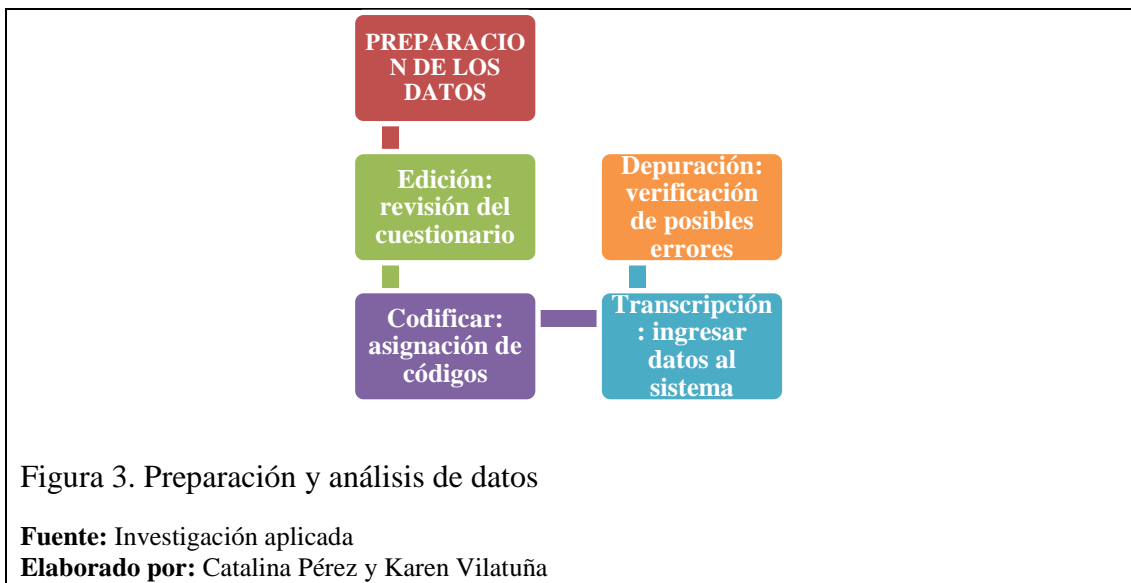 PREPARACIO
N DE LOS
DATOS
Edición:
revisión del
cuestionario
Codificar:
asignación de
códigos
Transcripción
: ingresar
datos al
sistema
Depuración:
verificación
de posibles
errores
Figura 3. Preparación y análisis de datos
Fuente: Investigación aplicada
Elaborado por: Catalina Pérez y Karen Vilatuña